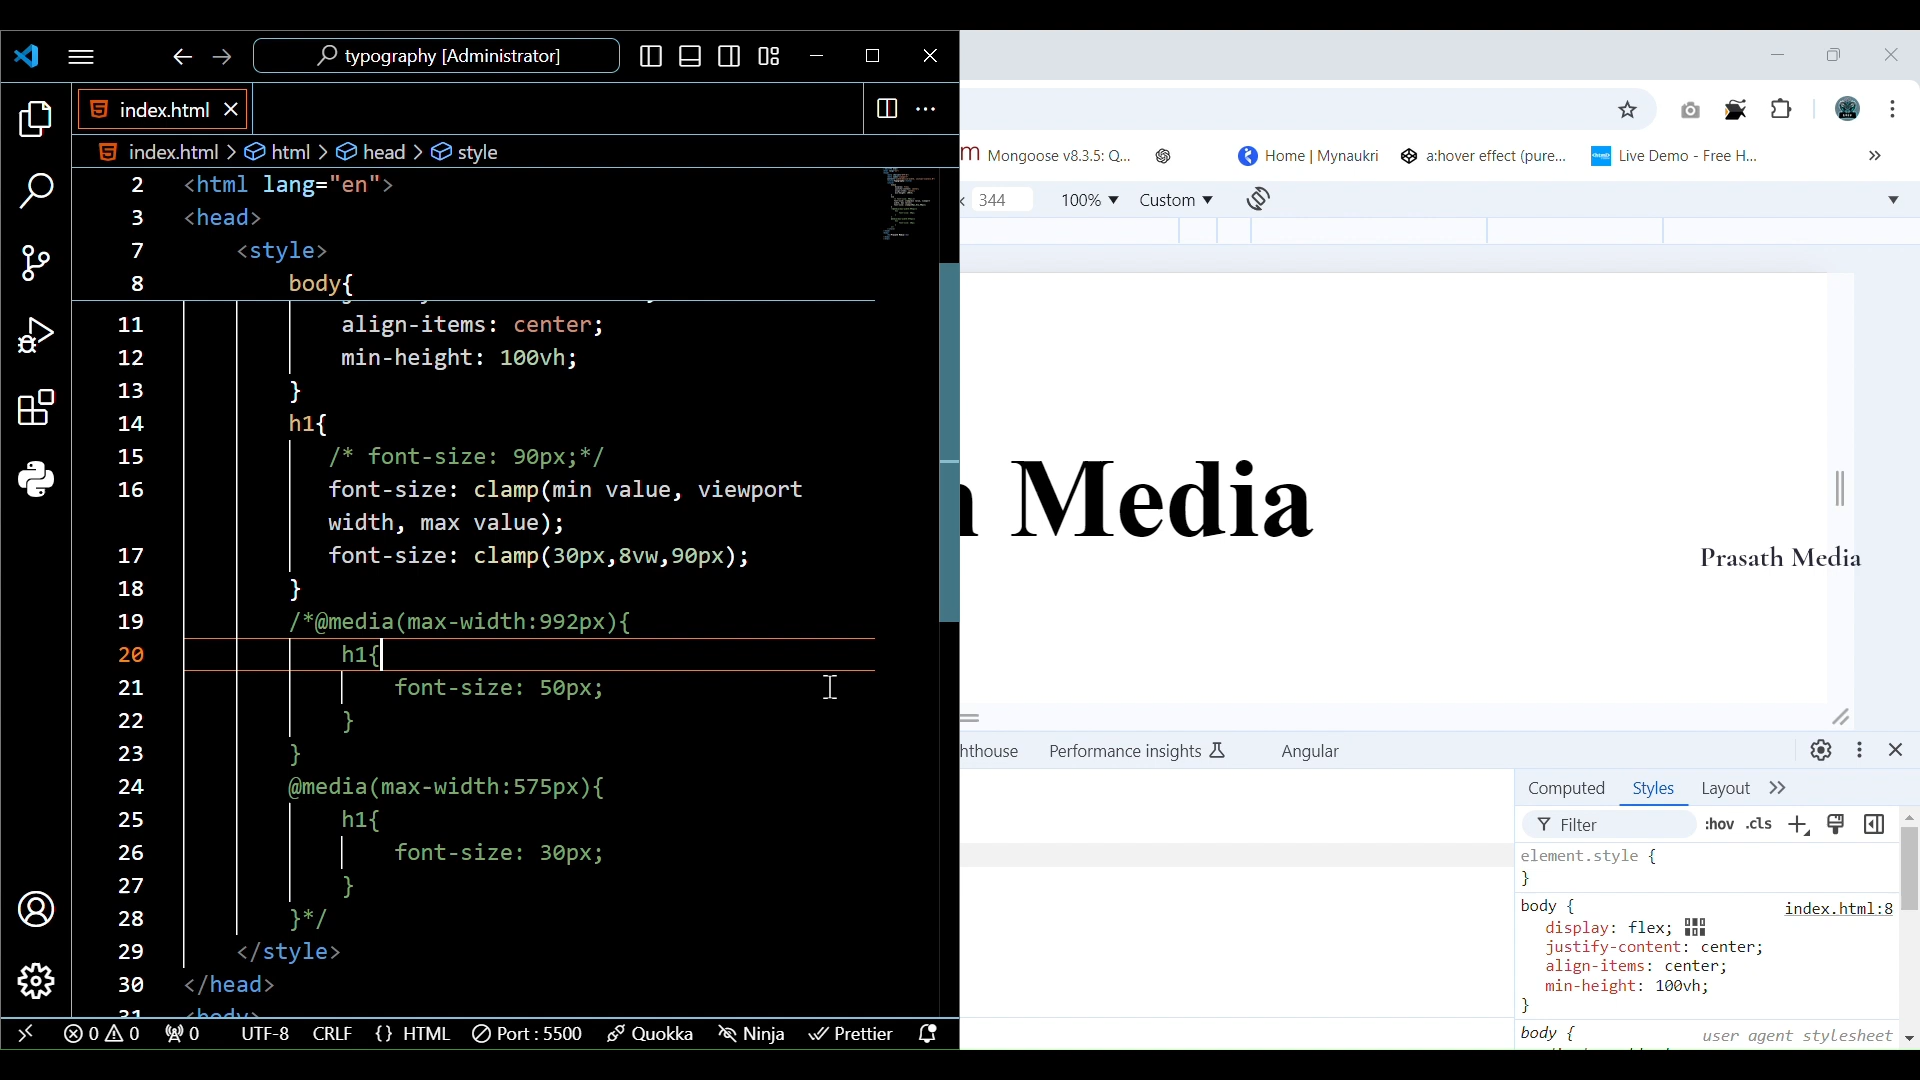 typography [Administrator]
index.html
index.html > html > head > style
2 <html lang="en">
3 <head>
7 <style>
8 body{
11 align-items: center;
12 min-height: 100vh;
13 }
14 h1{
15 /* font-size: 90px;*/
16 font-size: clamp(min value, viewport
width, max value);
17 font-size: clamp(30px,8vw,90px);
18 }
19 /*@media(max-width:992px){
20 h1{
21 font-size: 50px;
22 }
23 }
24 @media(max-width:575px){
25 h1{
26 font-size: 30px;
27 }
28 }*/
29 </style>
30 </head>
31 <body>
0 0 0 UTF-8 CRLF {} HTML Port : 5500 Quokka Ninja Prettier
Mongoose v8.3.5: Q... Home | Mynaukri a:hover effect (pure... Live Demo - Free H... »
344 100% Custom
Media
Prasath Media
hthouse Performance insights Angular
Computed Styles Layout »
Filter :hov .cls
element.style {
}
body { index.html:8
display: flex;
justify-content: center;
align-items: center;
min-height: 100vh;
}
body { user agent stylesheet